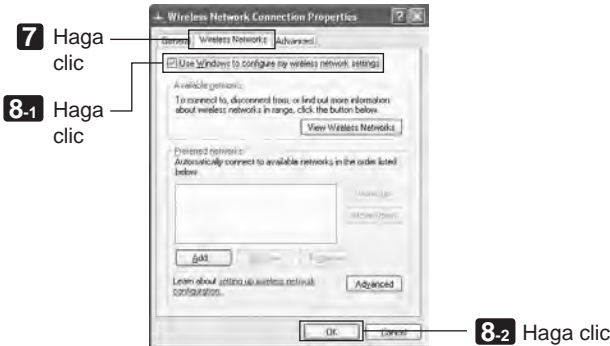 Wireless Network Connection Properties
7 Haga clic
General Wireless Networks Advanced
Use Windows to configure my wireless network settings
8-1 Haga clic
Available networks:
To connect to, disconnect from, or find out more information
about wireless networks in range, click the button below.
View Wireless Networks
Preferred networks:
Automatically connect to available networks in the order listed
below:
Move up
Move down
Add...
Learn about setting up wireless network
configuration.
Advanced
OK Cancel
8-2 Haga clic